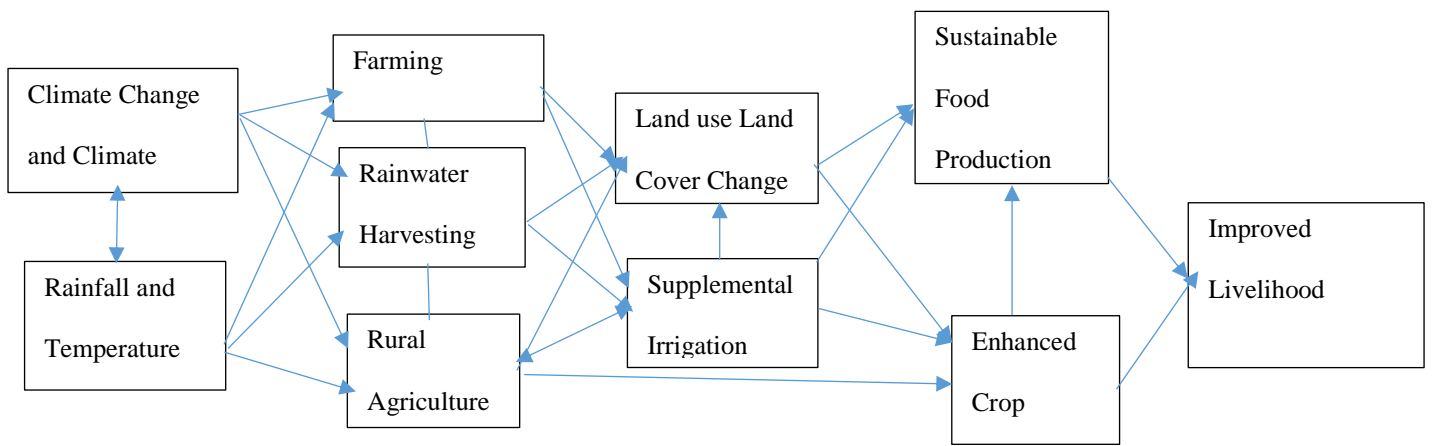 Climate Change
and Climate
Rainfall and
Temperature
Farming
Rainwater
Harvesting
Rural
Agriculture
Land use Land
Cover Change
Supplemental
Irrigation
Sustainable
Food
Production
Enhanced
Crop
Improved
Livelihood